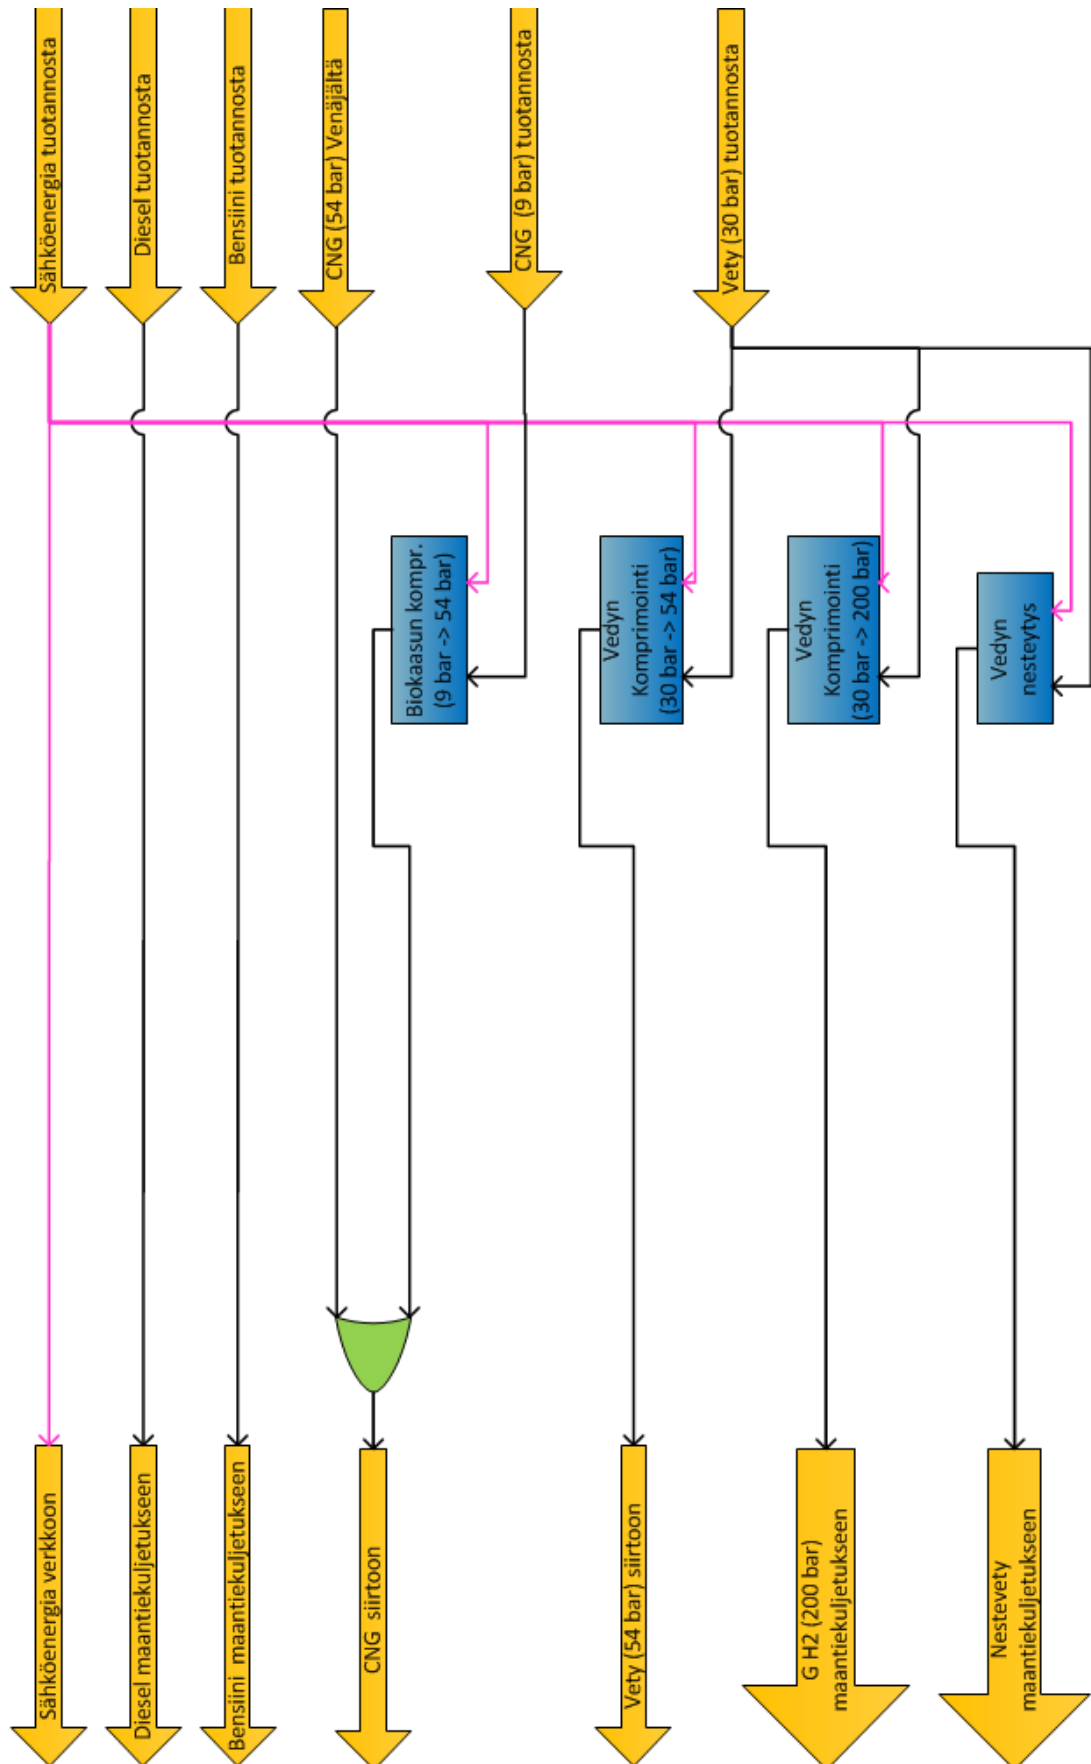 Sähköenergia tuotannosta
Diesel tuotannosta
Bensiini tuotannosta
CNG (54 bar) Venäjältä
CNG (9 bar) tuotannosta
Vety (30 bar) tuotannosta
Biokaasun kompr.
(9 bar -> 54 bar)
Vedyn
Komprimointi
(30 bar -> 54 bar)
Vedyn
Komprimointi
(30 bar -> 200 bar)
Vedyn
nesteytys
Sähköenergia verkkoon
Diesel maantiekuljetukseen
Bensiini maantiekuljetukseen
CNG siirtoon
Vety (54 bar) siirtoon
G H2 (200 bar)
maantiekuljetukseen
Nestevety
maantiekuljetukseen